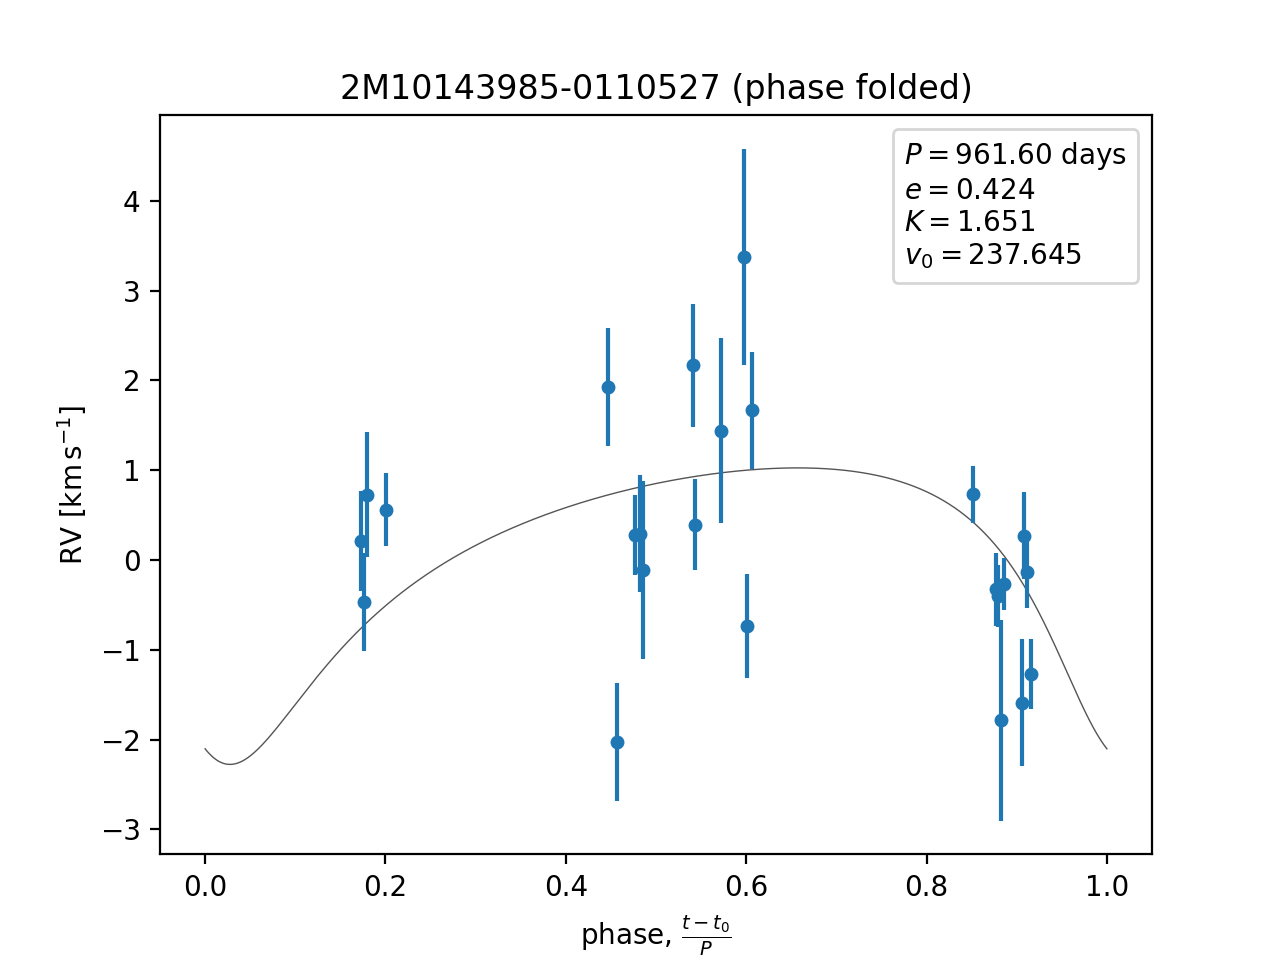 2M10143985-0110527 (phase folded)
P = 961.60 days
e = 0.424
K = 1.651
v₀ = 237.645
4
3
2
1
0
−1
−2
−3
RV [km s⁻¹]
0.0 0.2 0.4 0.6 0.8 1.0
phase, (t − t₀)/P